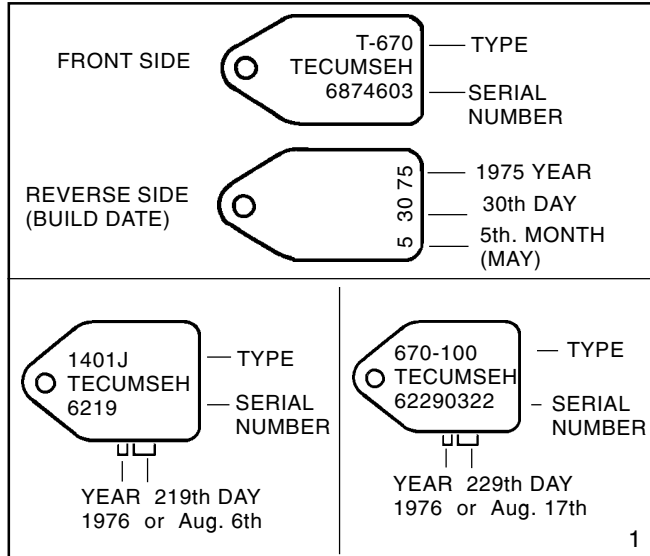 FRONT SIDE
T-670
TECUMSEH
6874603
TYPE
SERIAL
NUMBER
REVERSE SIDE
(BUILD DATE)
5 30 75
1975 YEAR
30th DAY
5th. MONTH
(MAY)
1401J
TECUMSEH
6219
TYPE
SERIAL
NUMBER
YEAR 219th DAY
1976 or Aug. 6th
670-100
TECUMSEH
62290322
TYPE
SERIAL
NUMBER
YEAR 229th DAY
1976 or Aug. 17th
1